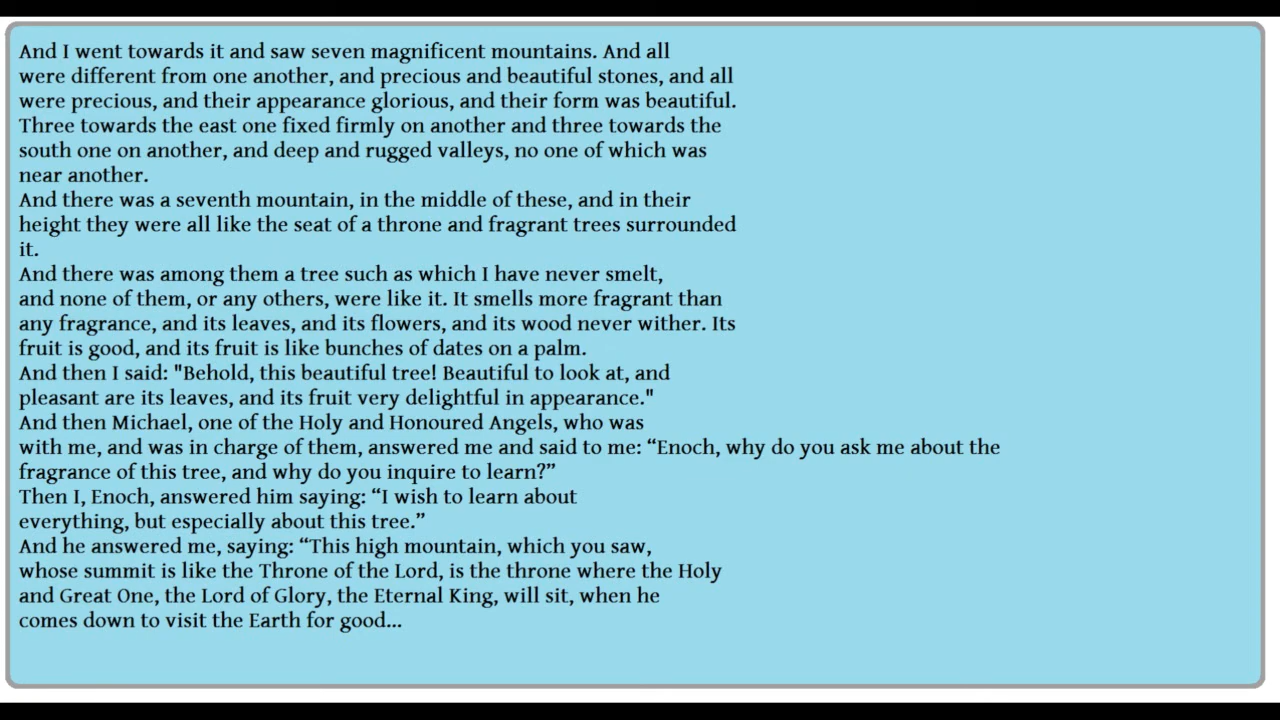 And I went towards it and saw seven magnificent mountains. And all
were different from one another, and precious and beautiful stones, and all
were precious, and their appearance glorious, and their form was beautiful.
Three towards the east one fixed firmly on another and three towards the
south one on another, and deep and rugged valleys, no one of which was
near another.
And there was a seventh mountain, in the middle of these, and in their
height they were all like the seat of a throne and fragrant trees surrounded
it.
And there was among them a tree such as which I have never smelt,
and none of them, or any others, were like it. It smells more fragrant than
any fragrance, and its leaves, and its flowers, and its wood never wither. Its
fruit is good, and its fruit is like bunches of dates on a palm.
And then I said: "Behold, this beautiful tree! Beautiful to look at, and
pleasant are its leaves, and its fruit very delightful in appearance."
And then Michael, one of the Holy and Honoured Angels, who was
with me, and was in charge of them, answered me and said to me: “Enoch, why do you ask me about the
fragrance of this tree, and why do you inquire to learn?”
Then I, Enoch, answered him saying: “I wish to learn about
everything, but especially about this tree.”
And he answered me, saying: “This high mountain, which you saw,
whose summit is like the Throne of the Lord, is the throne where the Holy
and Great One, the Lord of Glory, the Eternal King, will sit, when he
comes down to visit the Earth for good...